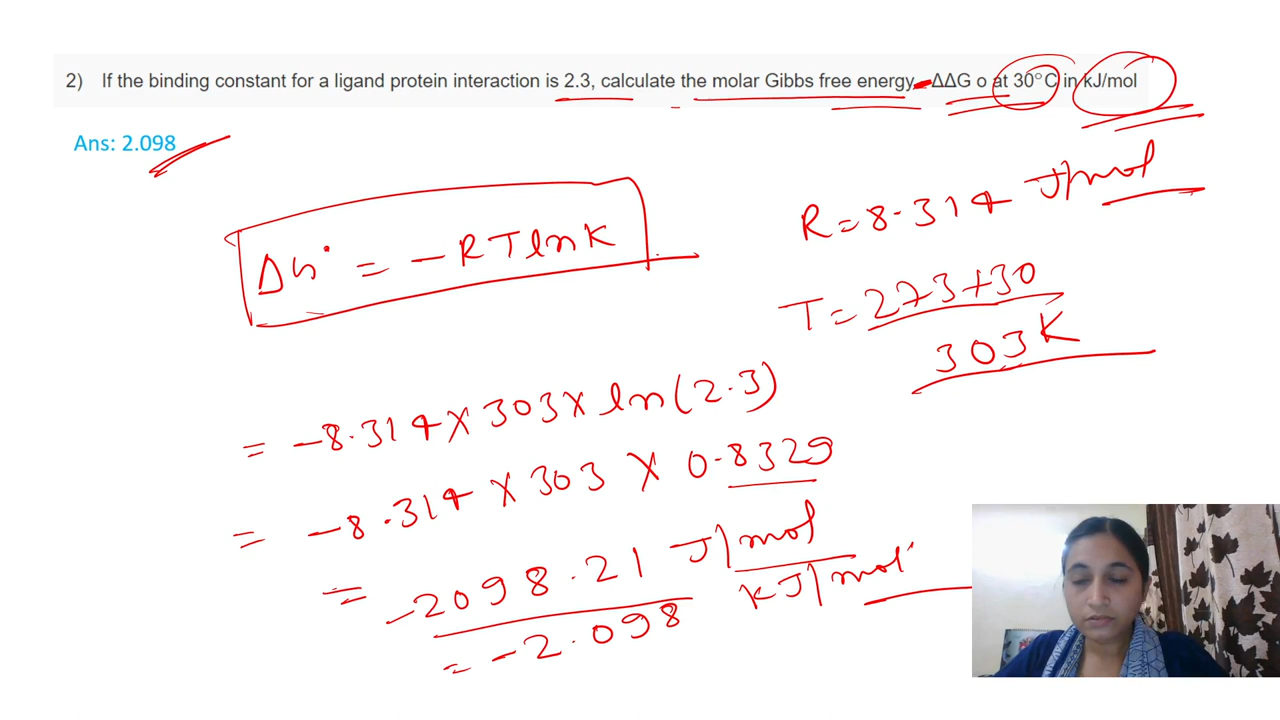 2) If the binding constant for a ligand protein interaction is 2.3, calculate the molar Gibbs free energy -ΔΔG o at 30°C in kJ/mol
Ans: 2.098
ΔG° = -RTlnK
R=8.314 J/mol
T=273+30
303K
= -8.314×303×ln(2.3)
= -8.314×303×0.8329
= -2098.21 J/mol
= -2.098 kJ/mol